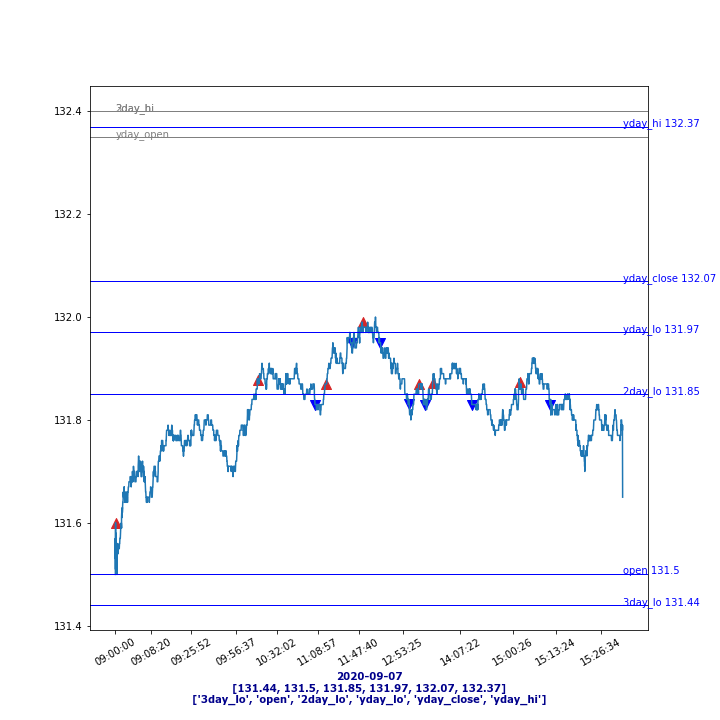 132.4
132.2
132.0
131.8
131.6
131.4
3day_hi
yday_open
yday_hi 132.37
yday_close 132.07
yday_lo 131.97
2day_lo 131.85
open 131.5
3day_lo 131.44
09:00:00
09:08:20
09:25:52
09:56:37
10:32:02
11:08:57
11:47:40
12:53:25
14:07:22
15:00:26
15:13:24
15:26:34
2020-09-07
[131.44, 131.5, 131.85, 131.97, 132.07, 132.37]
['3day_lo', 'open', '2day_lo', 'yday_lo', 'yday_close', 'yday_hi']